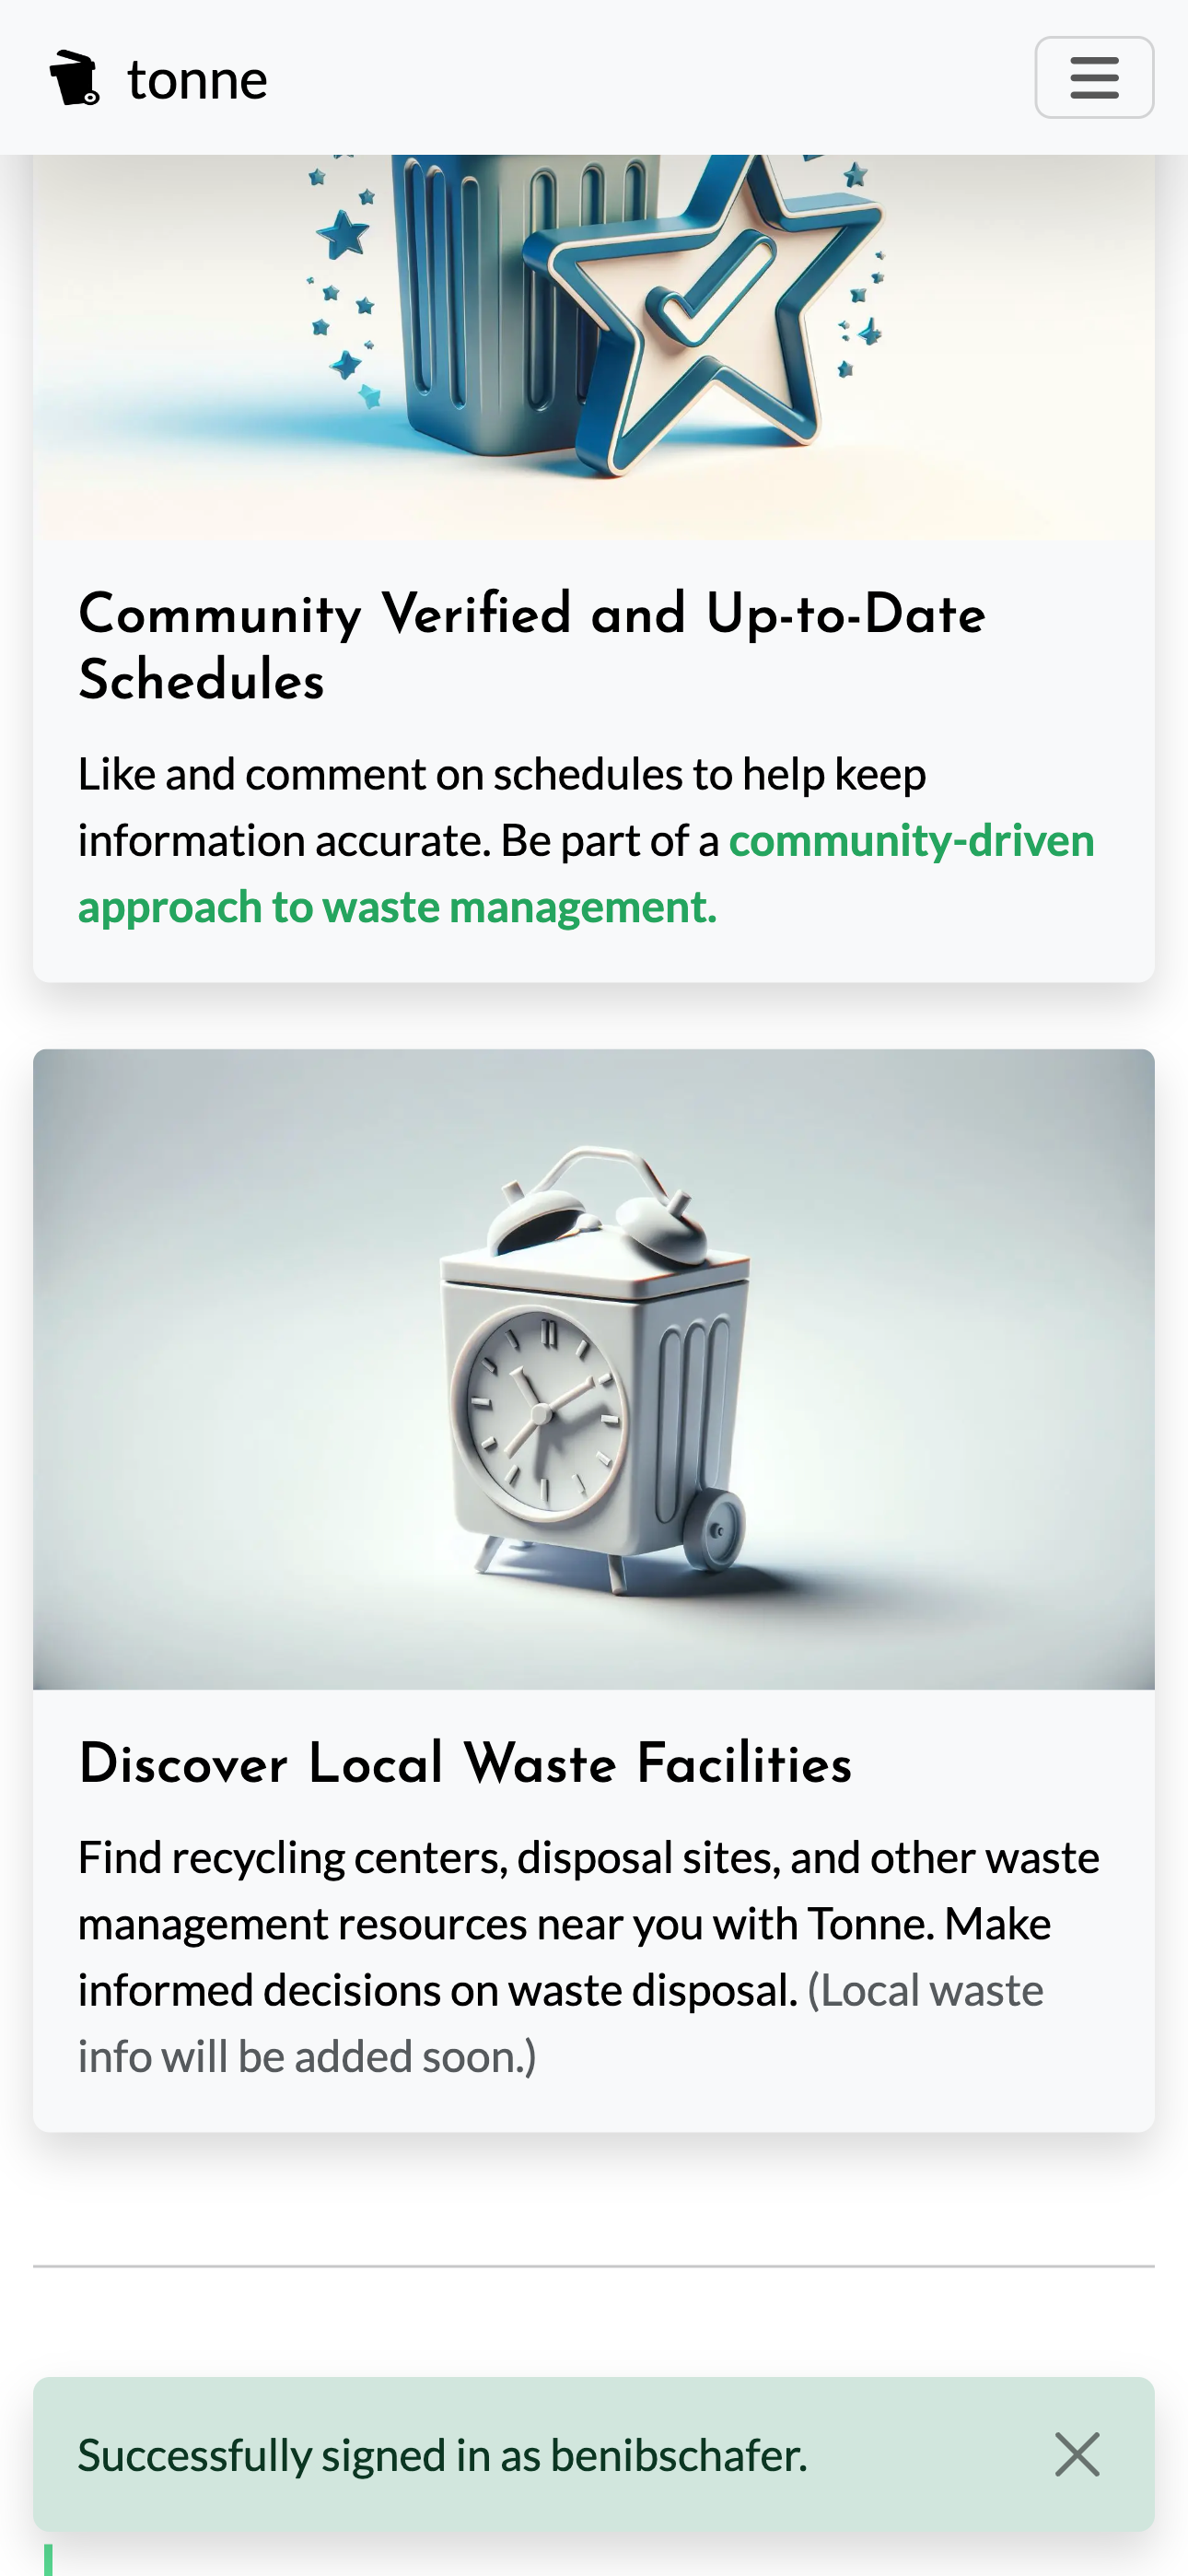 tonne
Community Verified and Up-to-Date
Schedules
Like and comment on schedules to help keep
information accurate. Be part of a community-driven
approach to waste management.
Discover Local Waste Facilities
Find recycling centers, disposal sites, and other waste
management resources near you with Tonne. Make
informed decisions on waste disposal. (Local waste
info will be added soon.)
Successfully signed in as benibschafer.